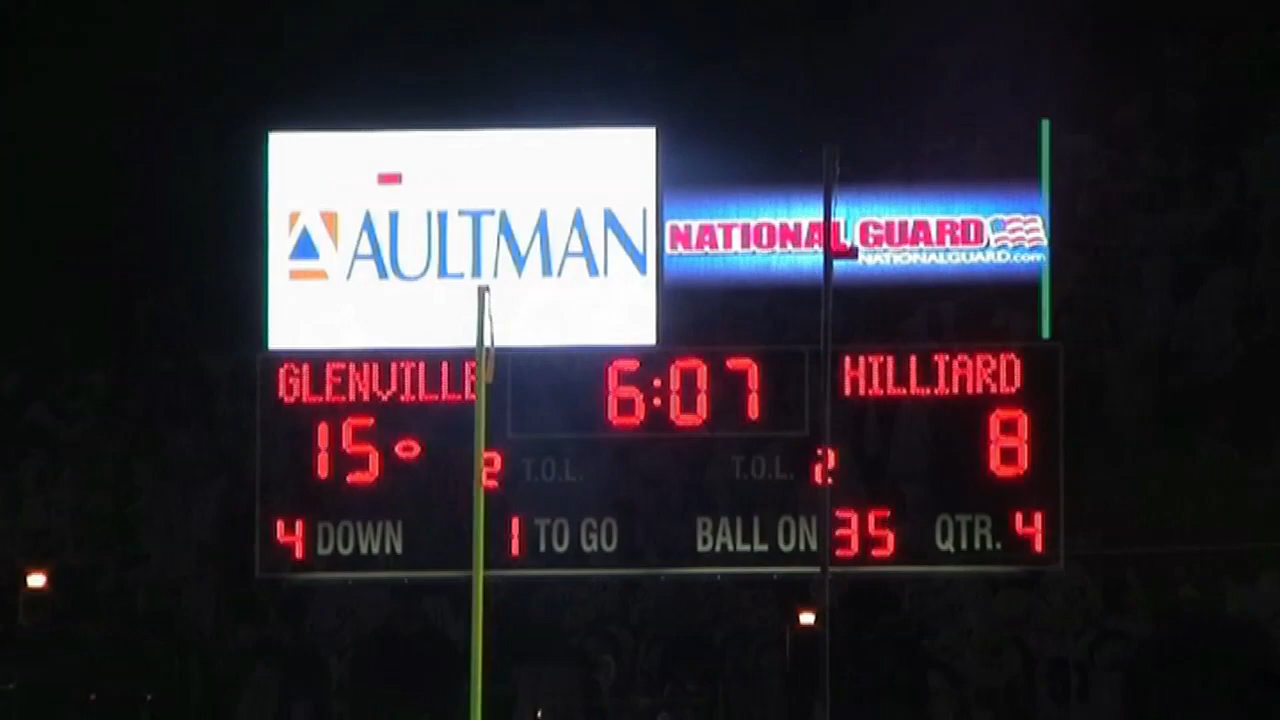 AULTMAN
NATIONAL GUARD
NATIONALGUARD.com
GLENVILLE 6:07 HILLIARD
15 8
2 T.O.L. T.O.L. 2
4 DOWN 1 TO GO BALL ON 35 QTR. 4